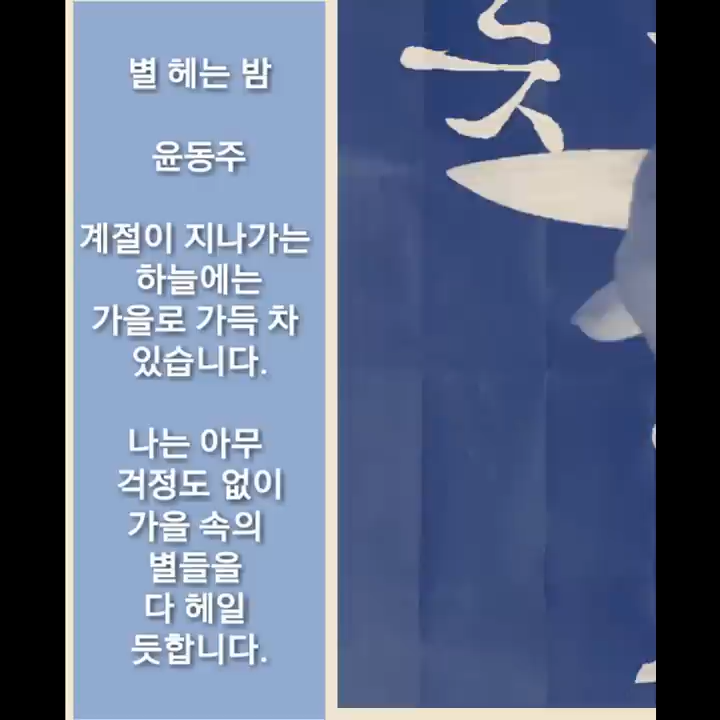 별 헤는 밤
윤동주
계절이 지나가는
하늘에는
가을로 가득 차
있습니다.
나는 아무
걱정도 없이
가을 속의
별들을
다 헤일
듯합니다.